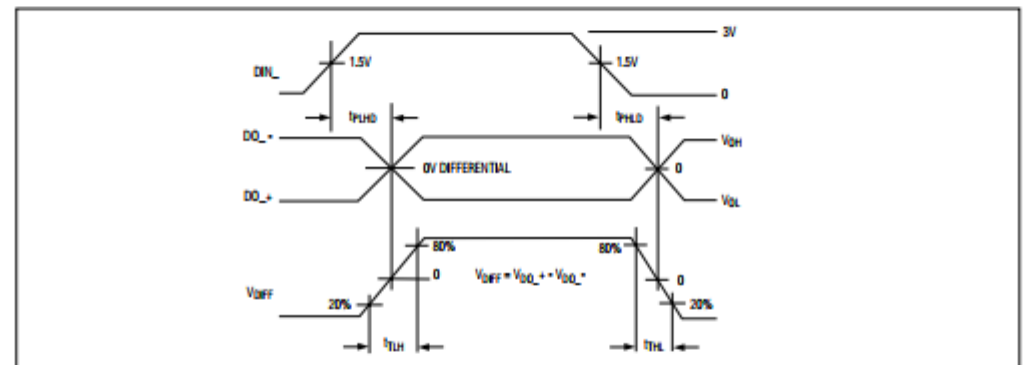 3V
1.5V 1.5V
DIN_
0
tPLHD tPHLD
DO_-
VOH
0V DIFFERENTIAL 0
DO_+
VOL
80% 80%
0 VDIFF = VDO_+ - VDO_- 0
VDIFF
20% 20%
tTLH tTHL